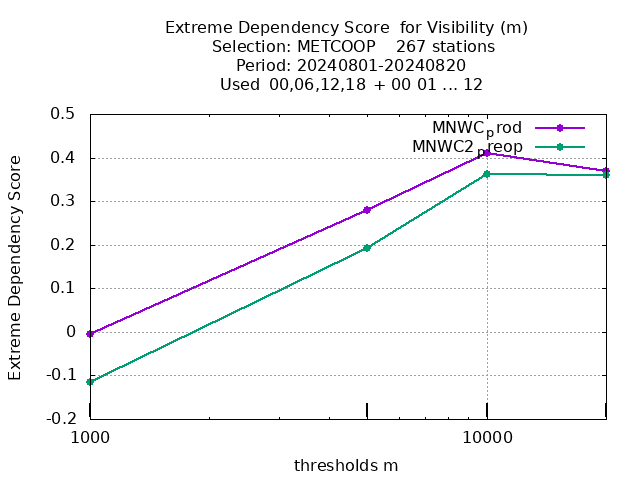 Extreme Dependency Score  for Visibility (m)
Selection: METCOOP    267 stations
Period: 20240801-20240820
Used  00,06,12,18 + 00 01 ... 12
MNWCprod
MNWC2preop
0.5
0.4
0.3
0.2
0.1
0
-0.1
-0.2
Extreme Dependency Score
1000
10000
thresholds m